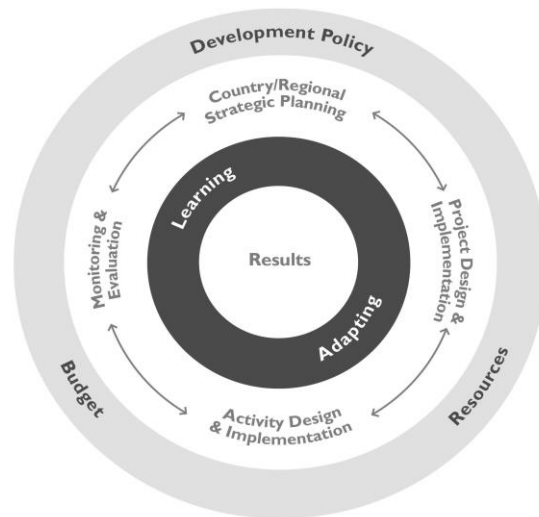 Development Policy
Country/Regional
Strategic Planning
Learning
Monitoring &
Evaluation
Results
Project Design &
Implementation
Adapting
Budget
Resources
Activity Design
& Implementation